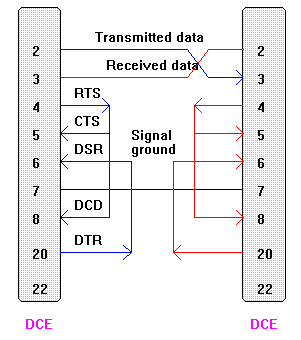 Transmitted data
2 2
Received data
3 3
RTS
4 4
CTS
5 5
Signal
ground
DSR
6 6
7 7
DCD
8 8
DTR
20 20
22 22
DCE DCE